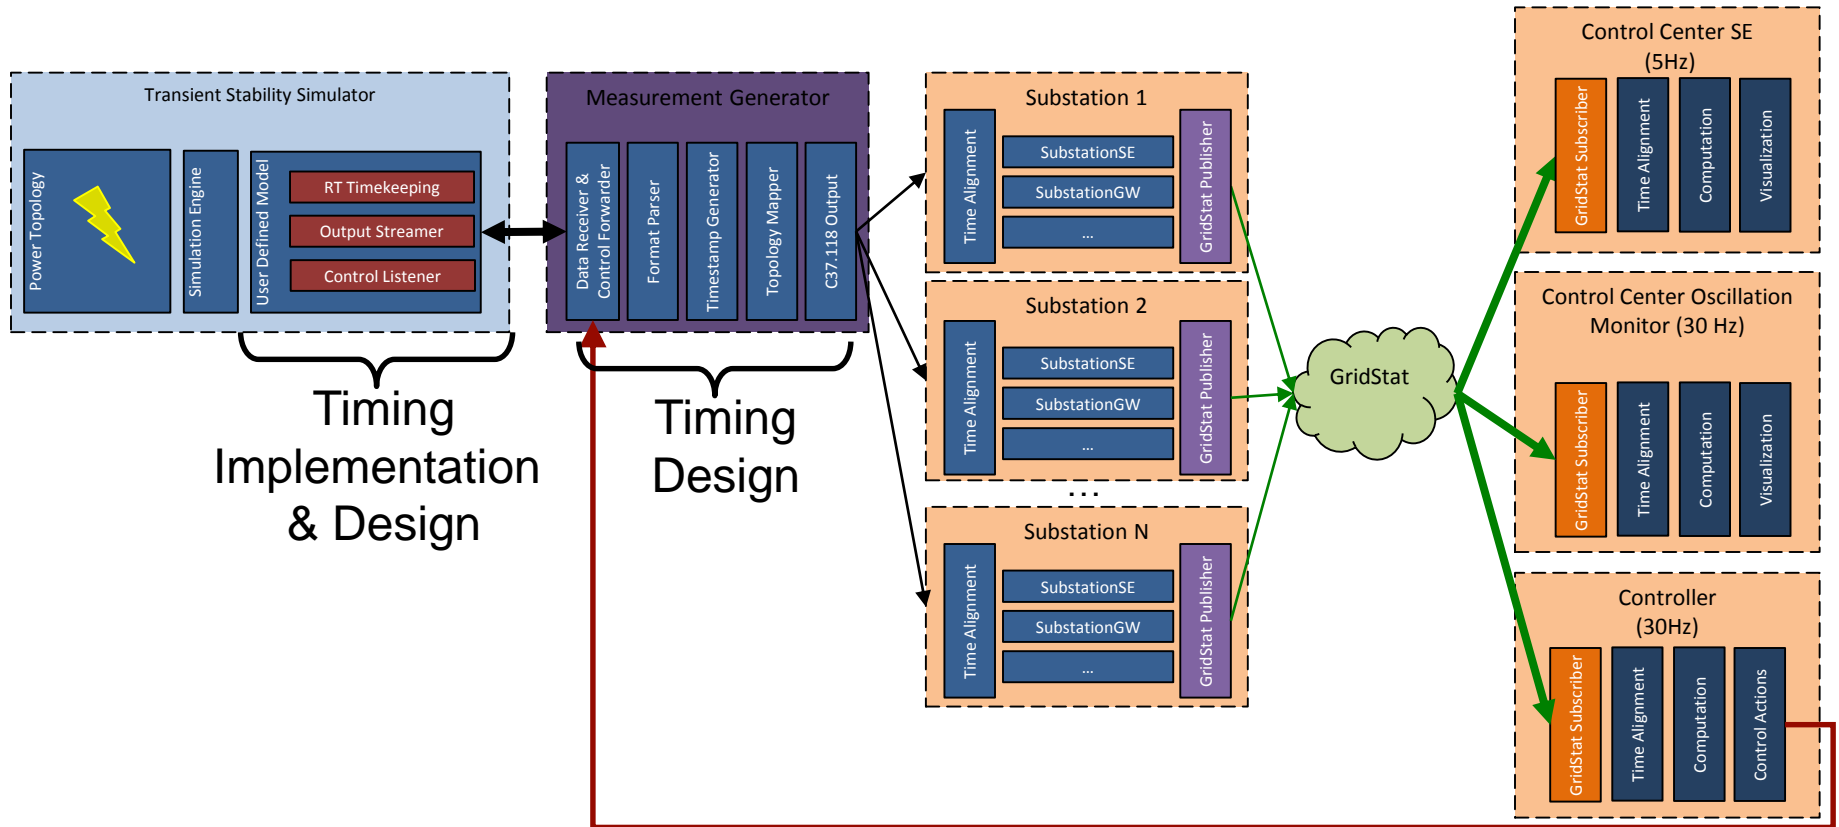 Transient Stability Simulator
Power Topology
Simulation Engine
User Defined Model
RT Timekeeping
Output Streamer
Control Listener
Timing
Implementation
& Design
Measurement Generator
Data Receiver &
Control Forwarder
Format Parser
Timestamp Generator
Topology Mapper
C37.118 Output
Timing
Design
Substation 1
Time Alignment
SubstationSE
SubstationGW
...
GridStat Publisher
Substation 2
Time Alignment
SubstationSE
SubstationGW
...
GridStat Publisher
...
Substation N
Time Alignment
SubstationSE
SubstationGW
...
GridStat Publisher
GridStat
Control Center SE
(5Hz)
GridStat Subscriber
Time Alignment
Computation
Visualization
Control Center Oscillation
Monitor (30 Hz)
GridStat Subscriber
Time Alignment
Computation
Visualization
Controller
(30Hz)
GridStat Subscriber
Time Alignment
Computation
Control Actions